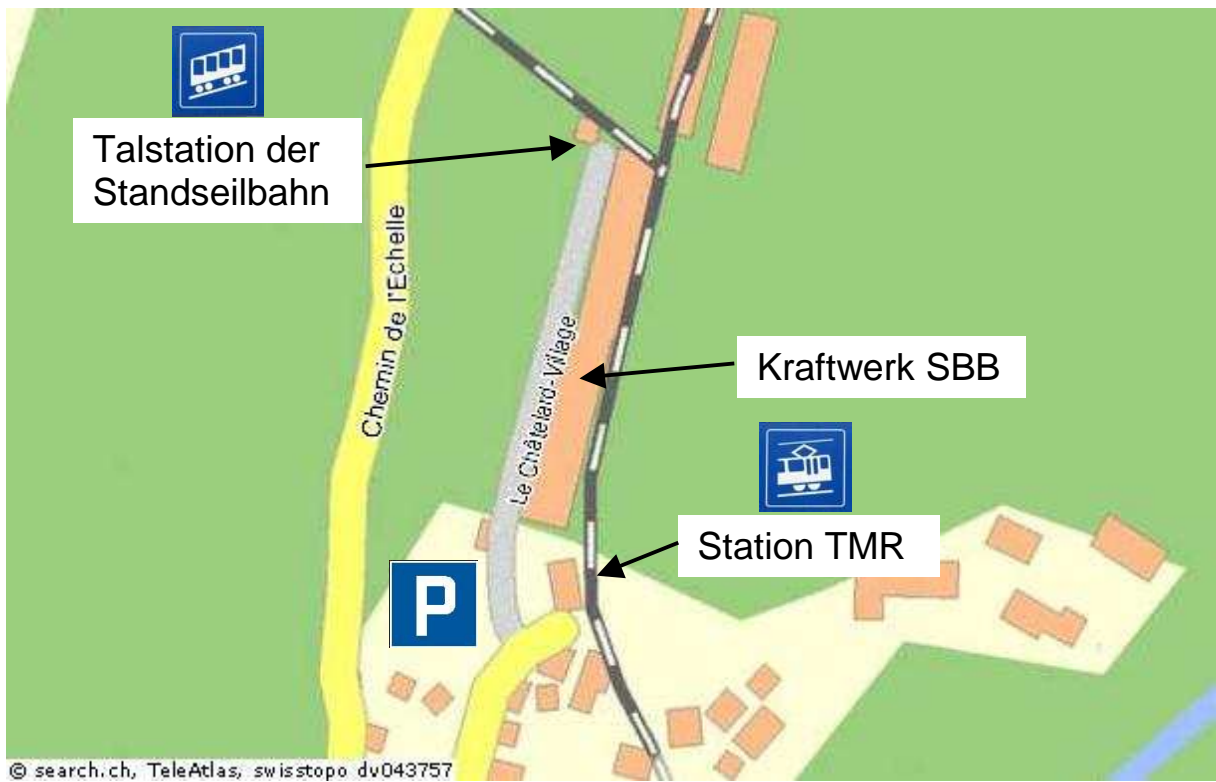 Talstation der
Standseilbahn
Chemin de l'Echelle
Le Châtelard-Village
Kraftwerk SBB
Station TMR
P
© search.ch, TeleAtlas, swisstopo dv043757